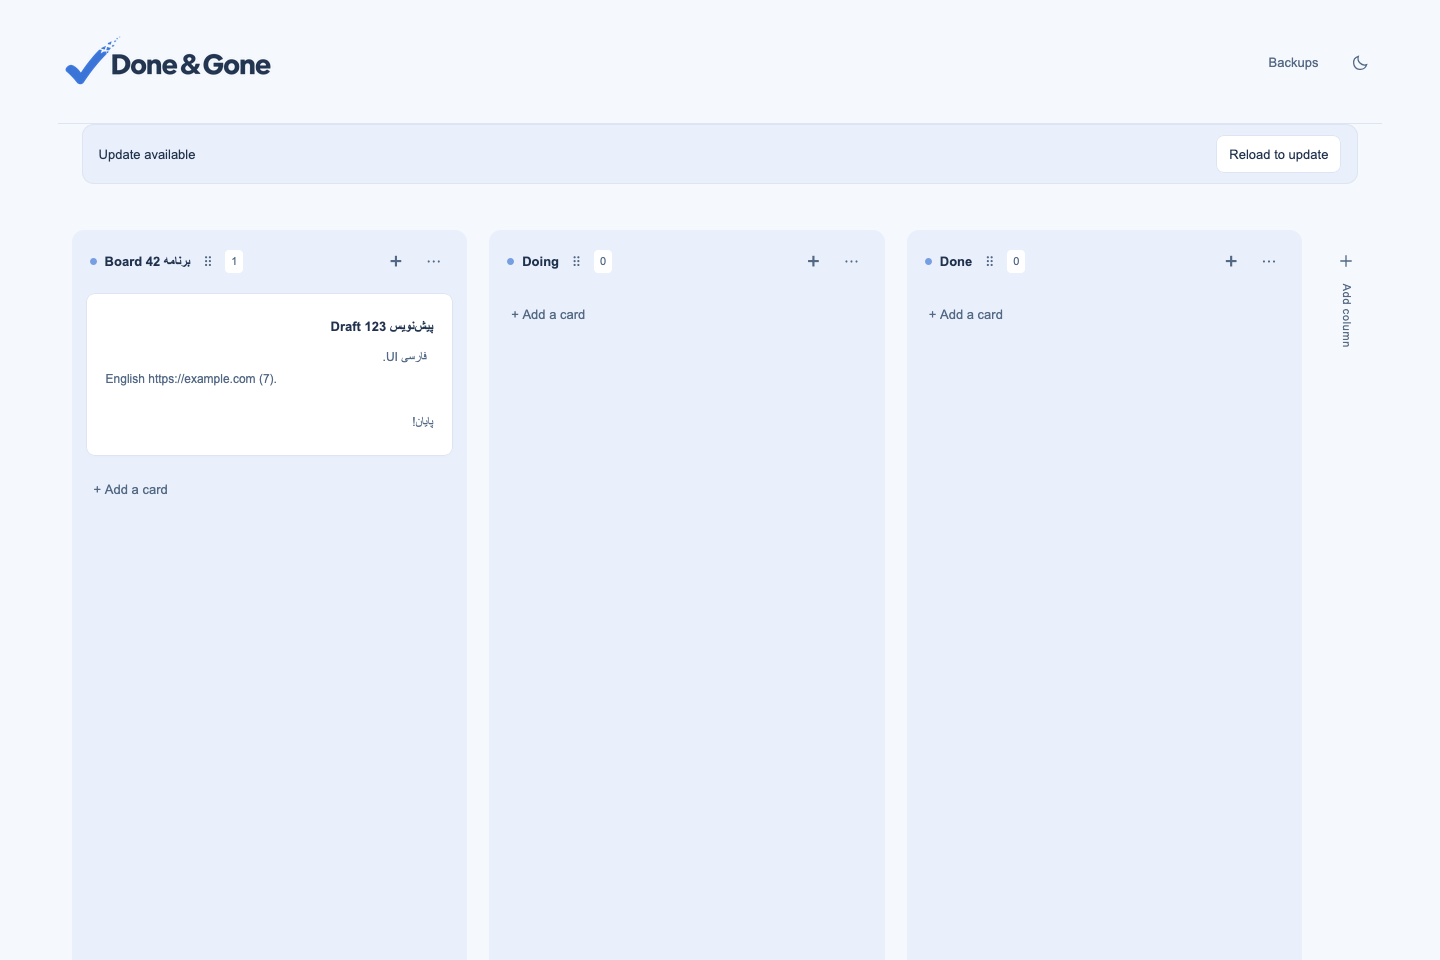 Done & Gone
Backups
Update available
Reload to update
Board 42 برنامه
1
پیش‌نویس Draft 123
فارسی UI.
English https://example.com (7).
پایان!
+ Add a card
Doing
0
+ Add a card
Done
0
+ Add a card
Add column